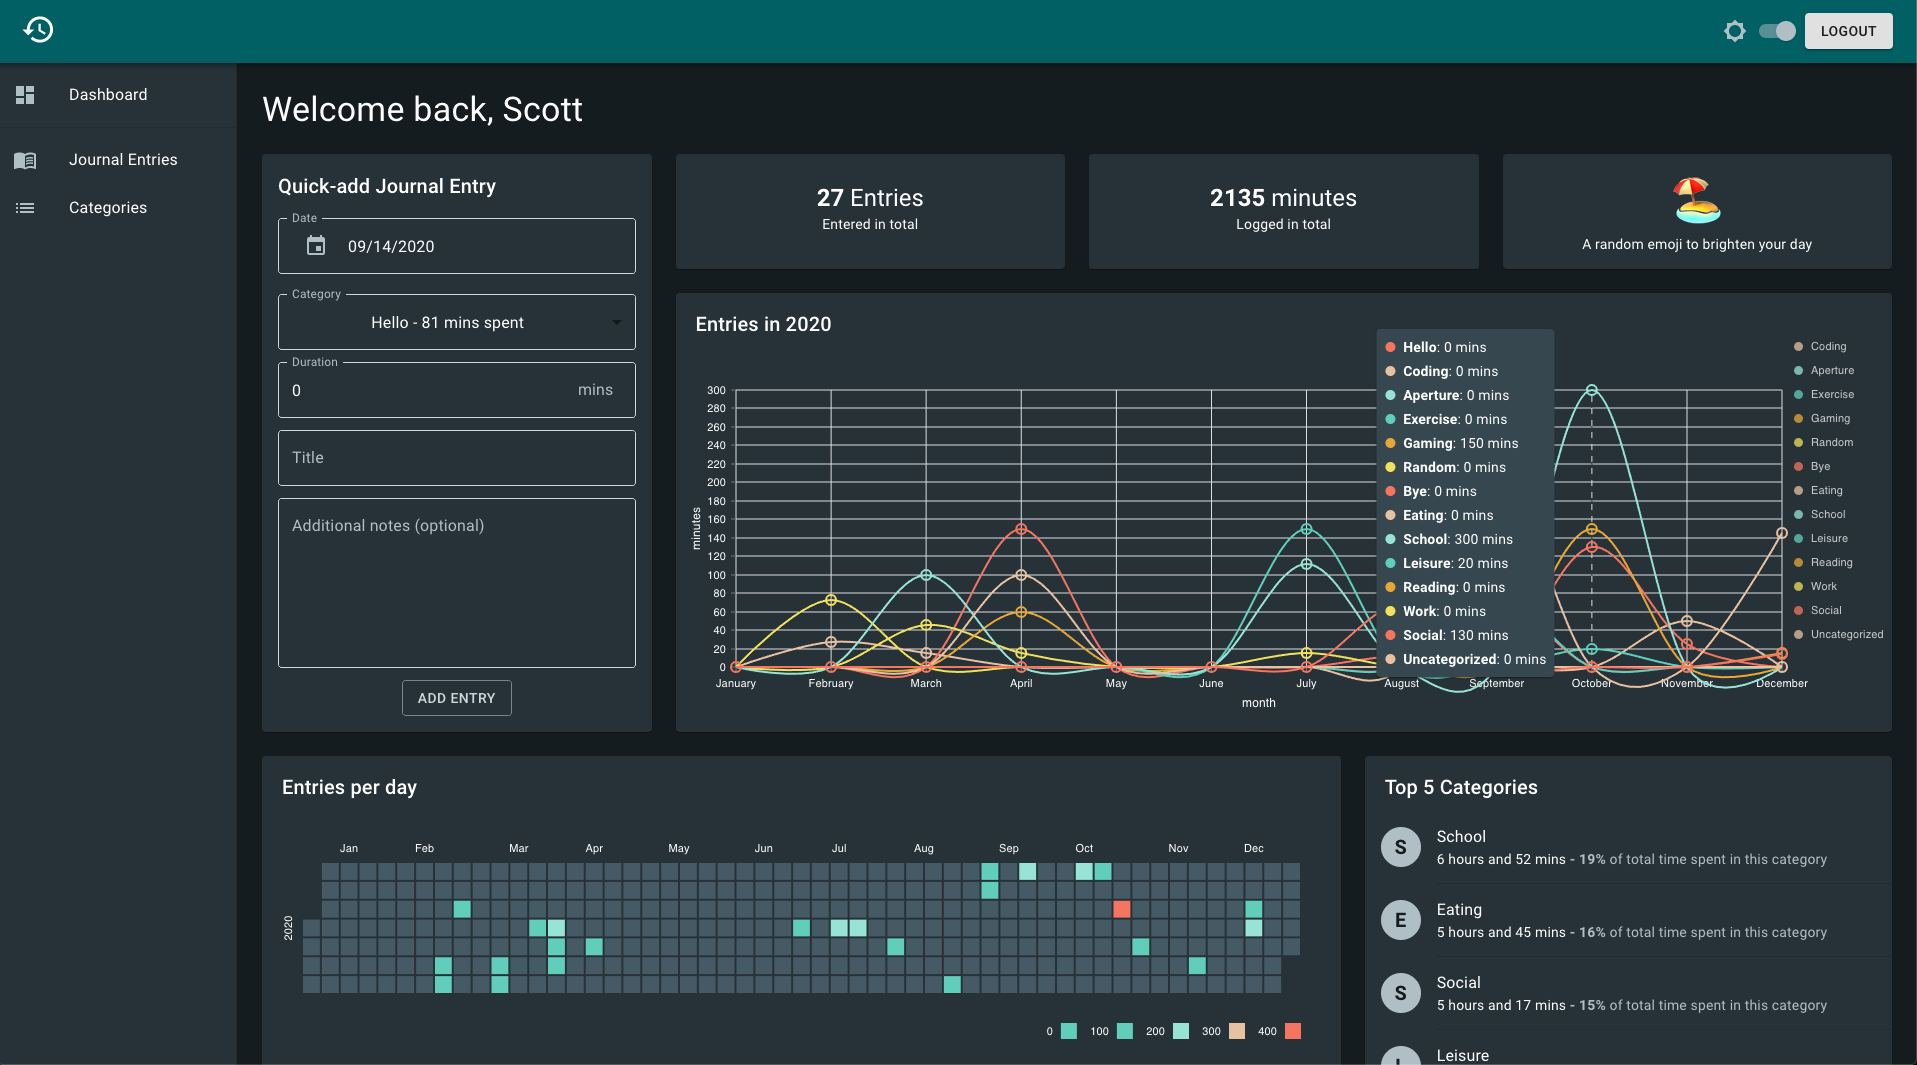 LOGOUT
Dashboard
Journal Entries
Categories
Welcome back, Scott
Quick-add Journal Entry
Date
09/14/2020
Category
Hello - 81 mins spent
Duration
0
mins
Title
Additional notes (optional)
ADD ENTRY
27 Entries
Entered in total
2135 minutes
Logged in total
A random emoji to brighten your day
Entries in 2020
300
280
260
240
220
200
180
160
140
120
100
80
60
40
20
0
minutes
January
February
March
April
May
June
July
August
September
October
November
December
month
Hello: 0 mins
Coding: 0 mins
Aperture: 0 mins
Exercise: 0 mins
Gaming: 150 mins
Random: 0 mins
Bye: 0 mins
Eating: 0 mins
School: 300 mins
Leisure: 20 mins
Reading: 0 mins
Work: 0 mins
Social: 130 mins
Uncategorized: 0 mins
Coding
Aperture
Exercise
Gaming
Random
Bye
Eating
School
Leisure
Reading
Work
Social
Uncategorized
Entries per day
Jan
Feb
Mar
Apr
May
Jun
Jul
Aug
Sep
Oct
Nov
Dec
2020
0
100
200
300
400
Top 5 Categories
S
School
6 hours and 52 mins - 19% of total time spent in this category
E
Eating
5 hours and 45 mins - 16% of total time spent in this category
S
Social
5 hours and 17 mins - 15% of total time spent in this category
Leisure